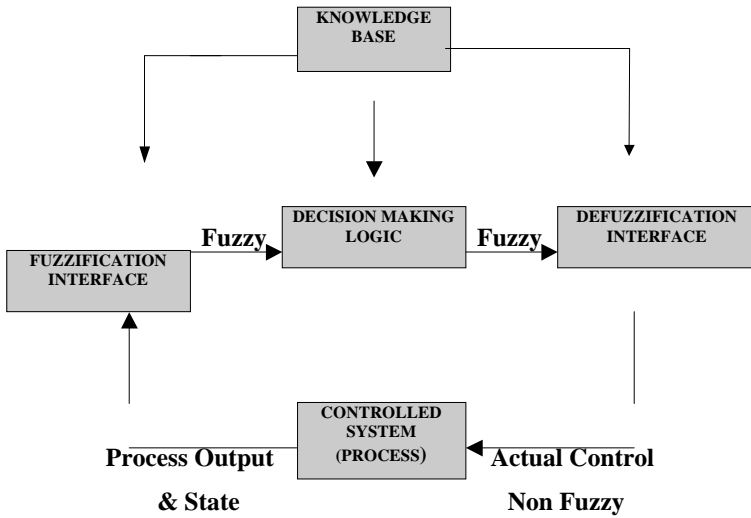 KNOWLEDGE
BASE
DECISION MAKING
LOGIC
DEFUZZIFICATION
INTERFACE
Fuzzy
Fuzzy
FUZZIFICATION
INTERFACE
CONTROLLED
SYSTEM
(PROCESS)
Process Output
& State
Actual Control
Non Fuzzy